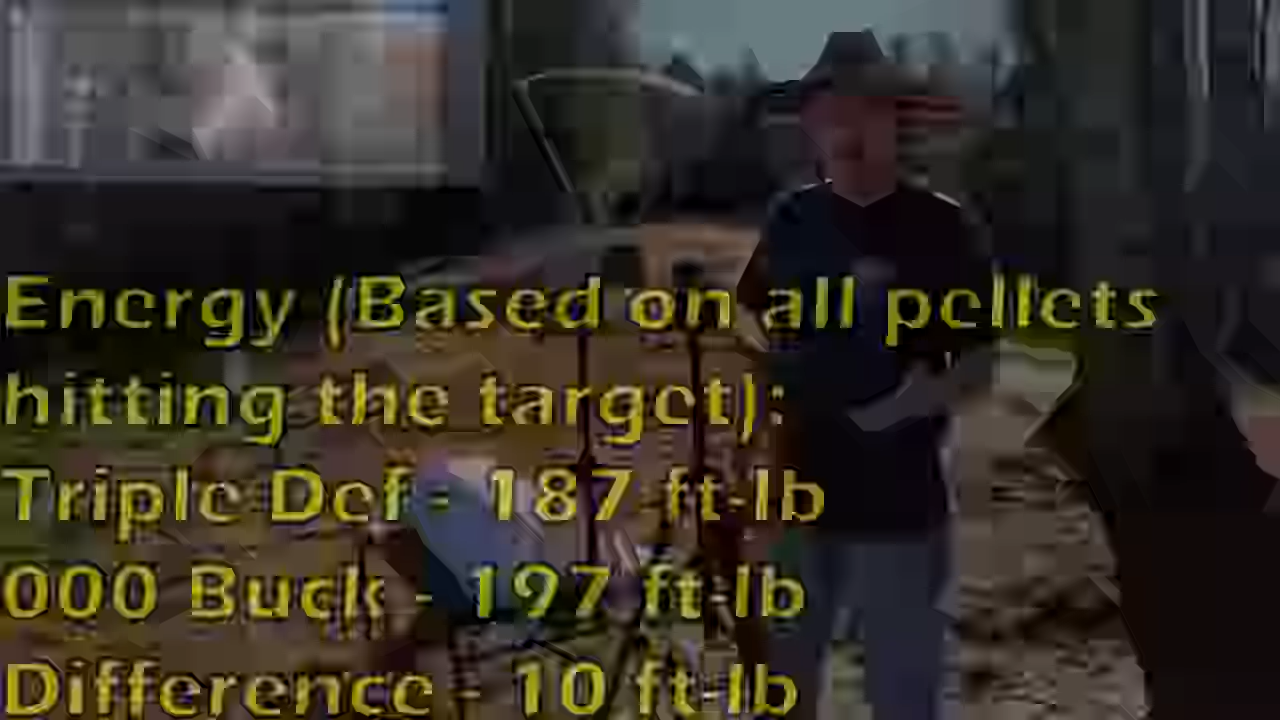 Energy (Based on all pellets
hitting the target):
Triple Def - 187 ft-lb
000 Buck - 197 ft-lb
Difference - 10 ft-lb